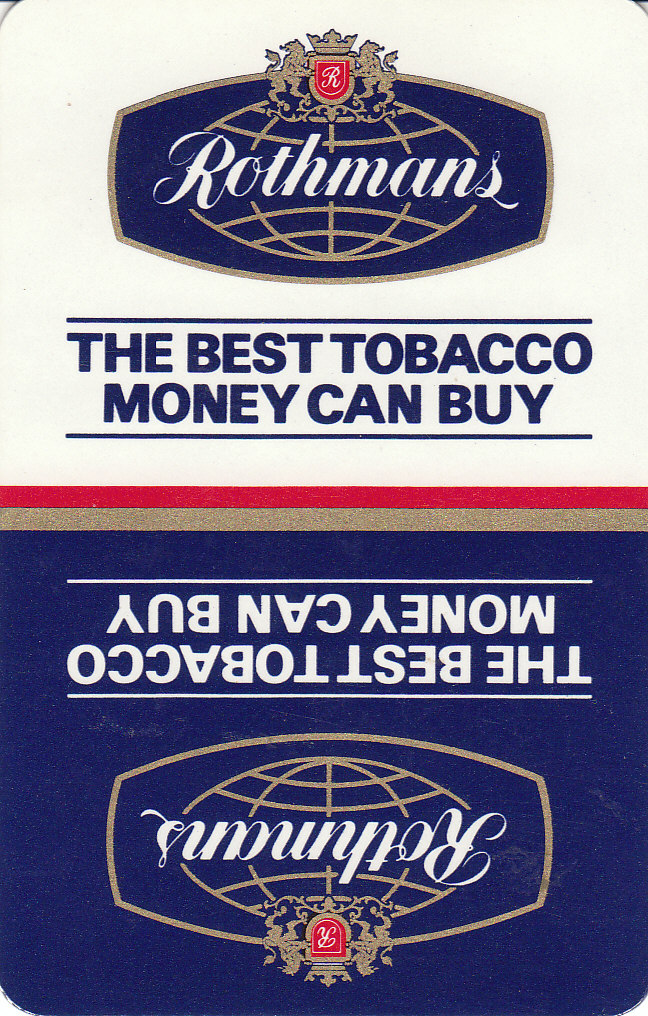 R
Rothmans
THE BEST TOBACCO
MONEY CAN BUY
THE BEST TOBACCO
MONEY CAN BUY
Rothmans
R